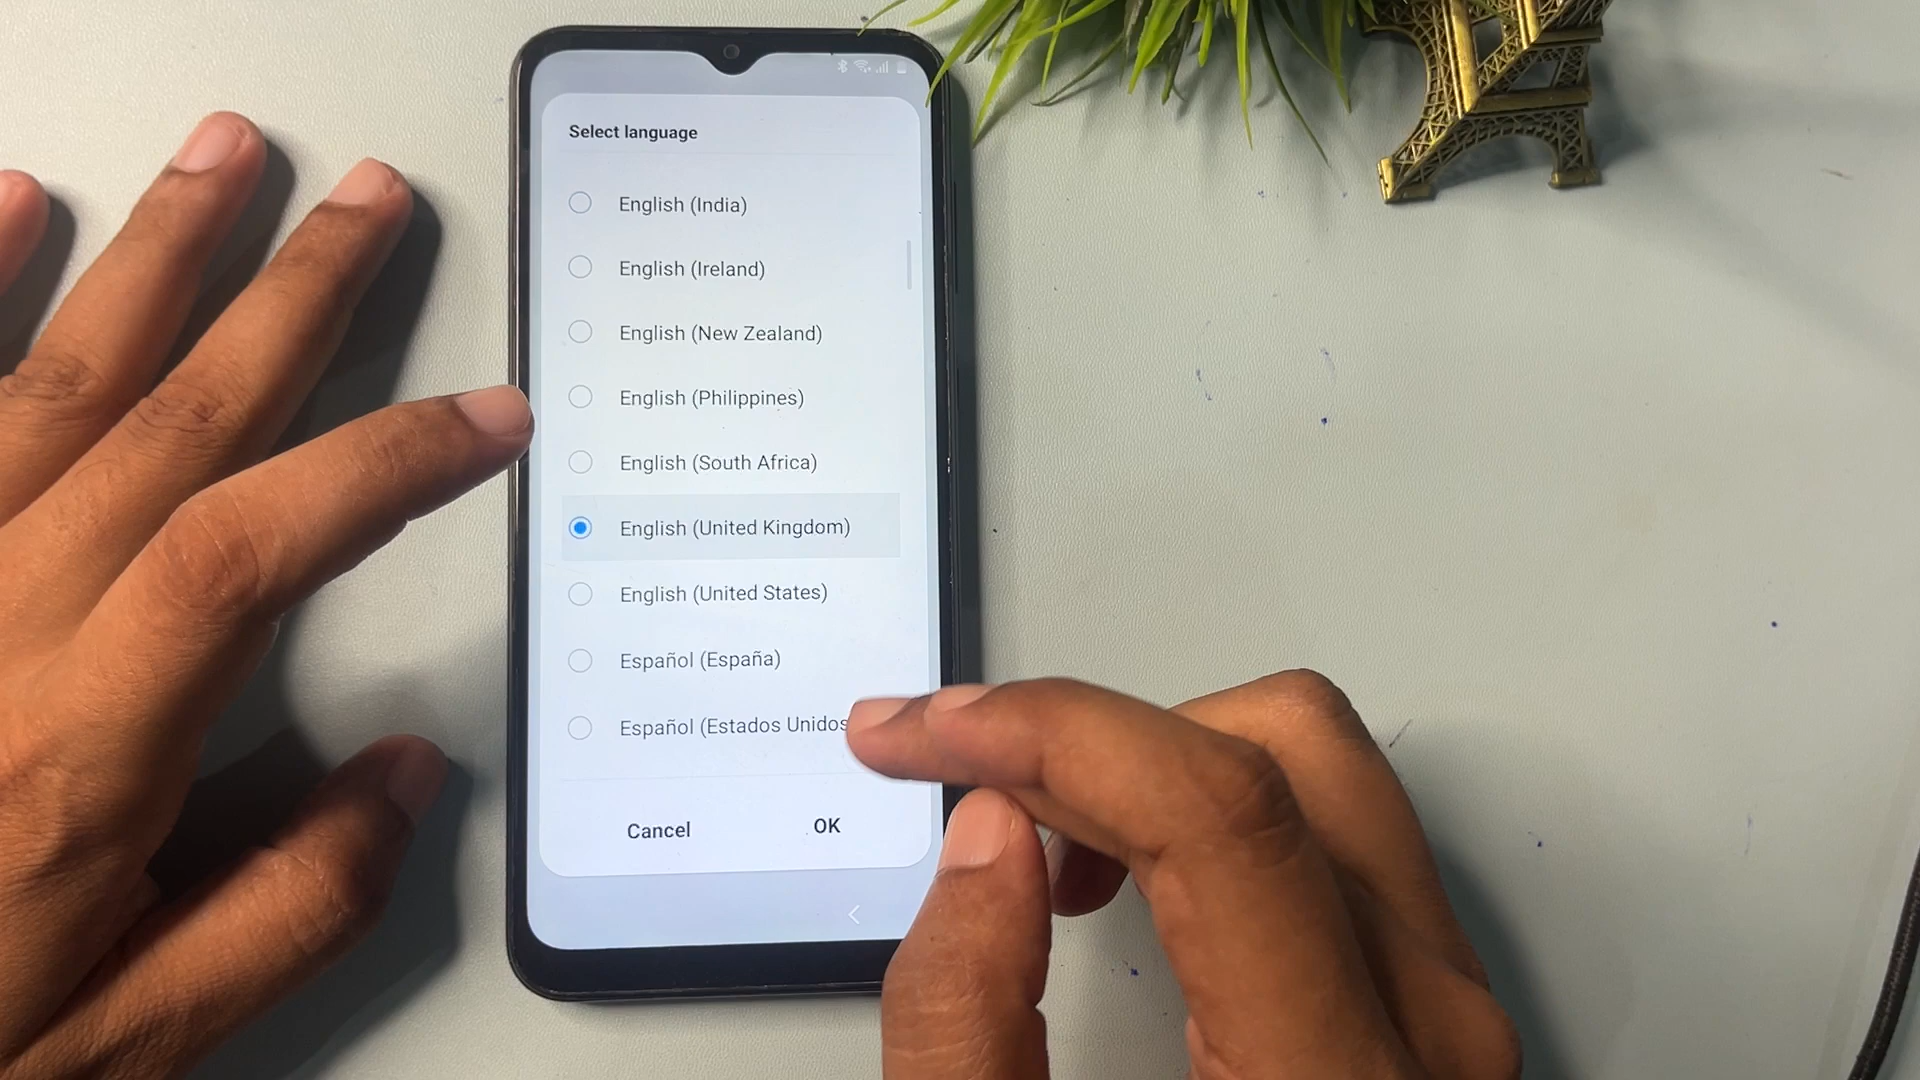 Select language
English (India)
English (Ireland)
English (New Zealand)
English (Philippines)
English (South Africa)
English (United Kingdom)
English (United States)
Español (España)
Español (Estados Unidos
Cancel
OK